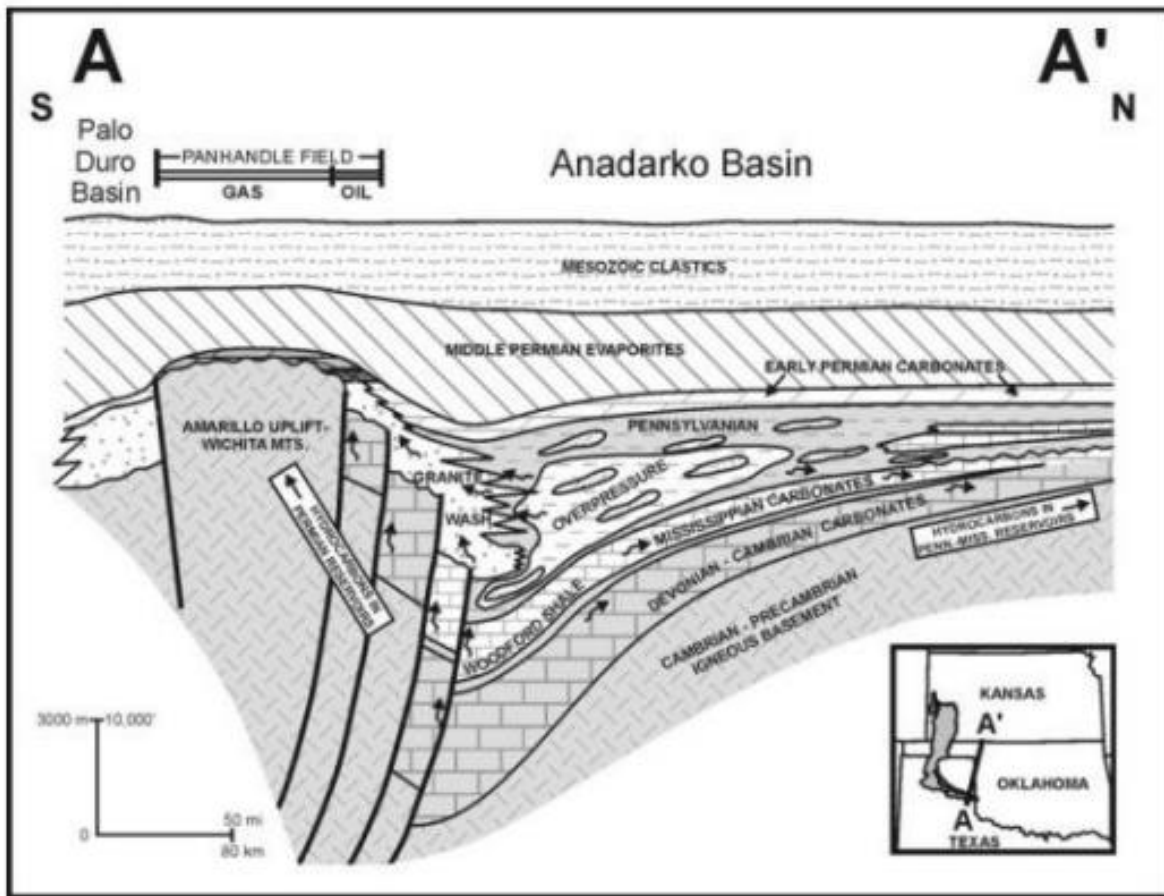 A
A'
S
N
Palo
Duro
Basin
PANHANDLE FIELD
GAS
OIL
Anadarko Basin
MESOZOIC CLASTICS
MIDDLE PERMIAN EVAPORITES
EARLY PERMIAN CARBONATES
AMARILLO UPLIFT-
WICHITA MTS.
PENNSYLVANIAN
GRANITE
WASH
OVERPRESSURE
MISSISSIPPIAN CARBONATES
HYDROCARBONS IN
PERMIAN RESERVOIRS
WOODFORD SHALE
DEVONIAN - CAMBRIAN CARBONATES
HYDROCARBONS IN
PENN.-MISS. RESERVOIRS
CAMBRIAN - PRECAMBRIAN
IGNEOUS BASEMENT
3000 m
10,000'
0
50 mi
80 km
KANSAS
A'
OKLAHOMA
A
TEXAS